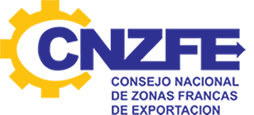 CNZFE
CONSEJO NACIONAL
DE ZONAS FRANCAS
DE EXPORTACION